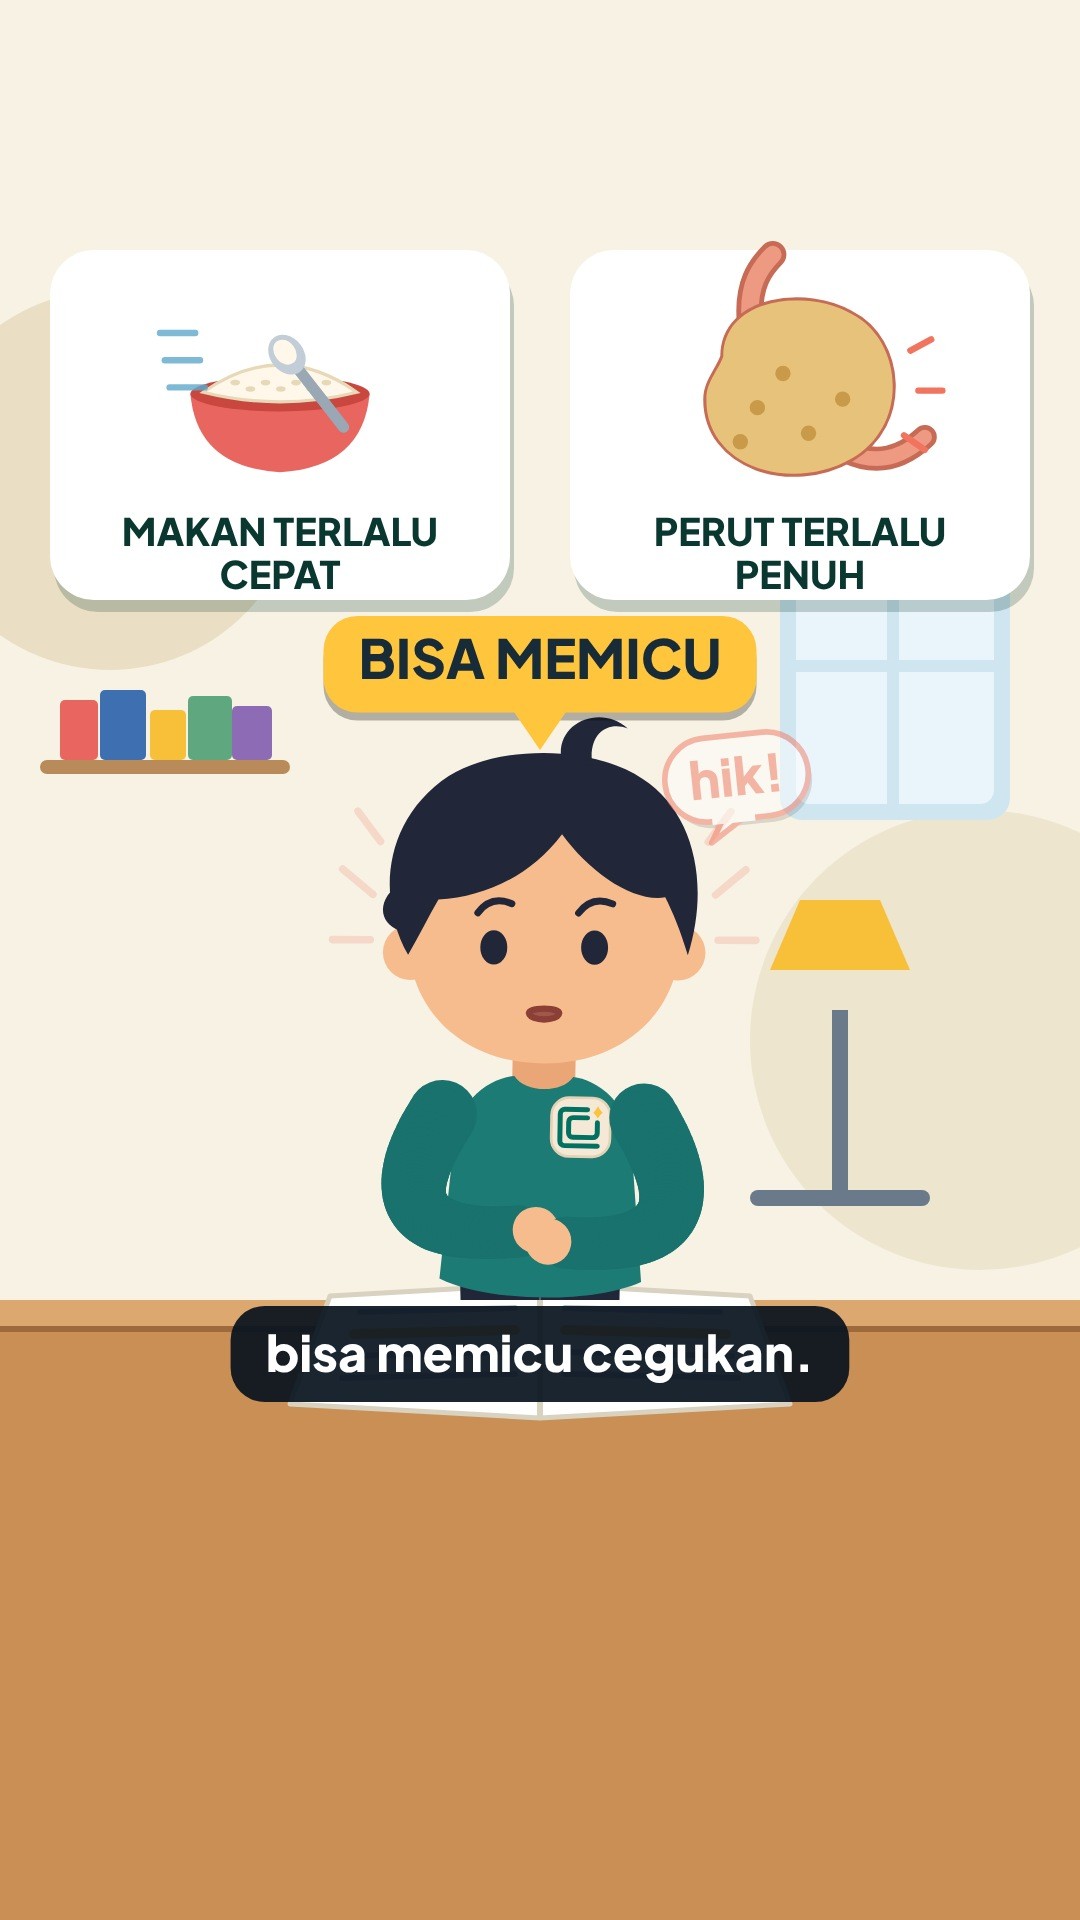 MAKAN TERLALU
CEPAT
PERUT TERLALU
PENUH
BISA MEMICU
hik!
bisa memicu cegukan.